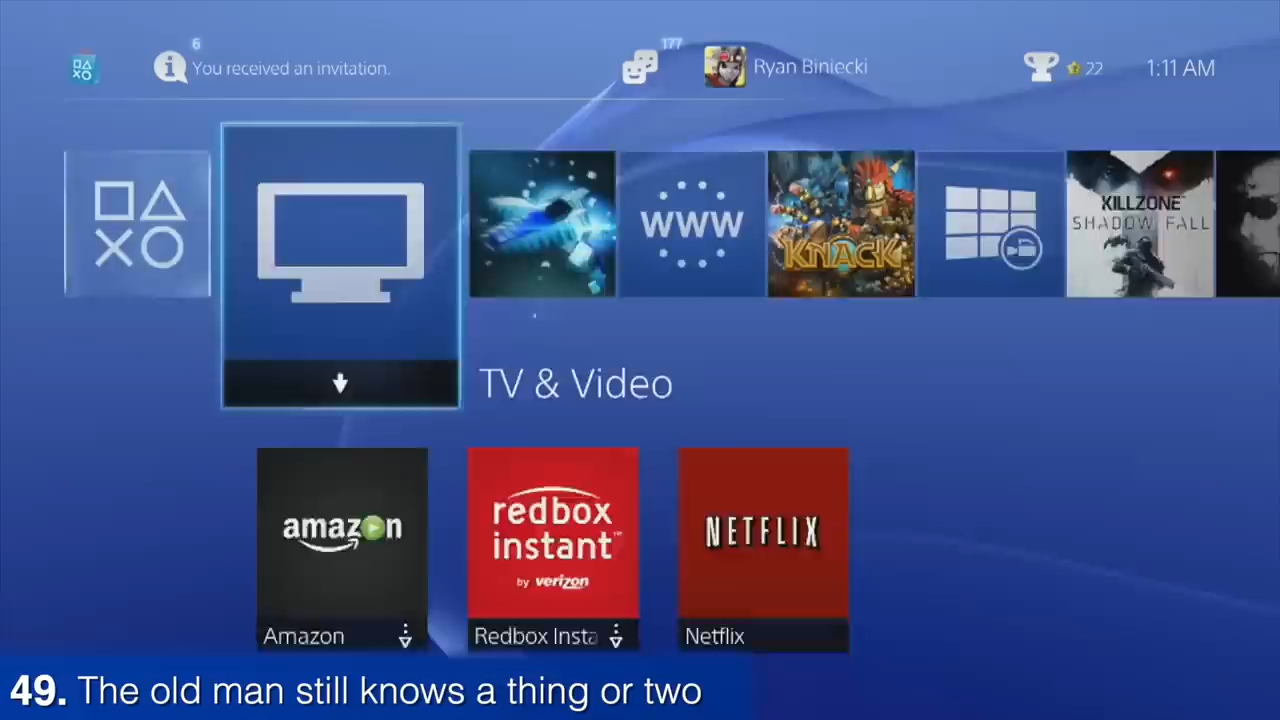 6
You received an invitation.
177
Ryan Biniecki
22
1:11 AM
www
KNACK
KILLZONE
SHADOW FALL
TV & Video
amazon
redbox
instant™
by verizon
NETFLIX
Amazon
Redbox Insta
Netflix
49. The old man still knows a thing or two